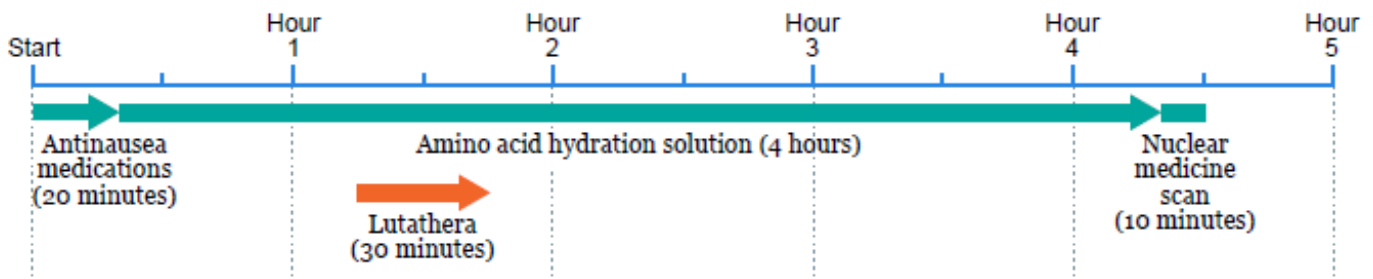 Start
Hour
1
Hour
2
Hour
3
Hour
4
Hour
5
Antinausea
medications
(20 minutes)
Amino acid hydration solution (4 hours)
Nuclear
medicine
scan
(10 minutes)
Lutathera
(30 minutes)